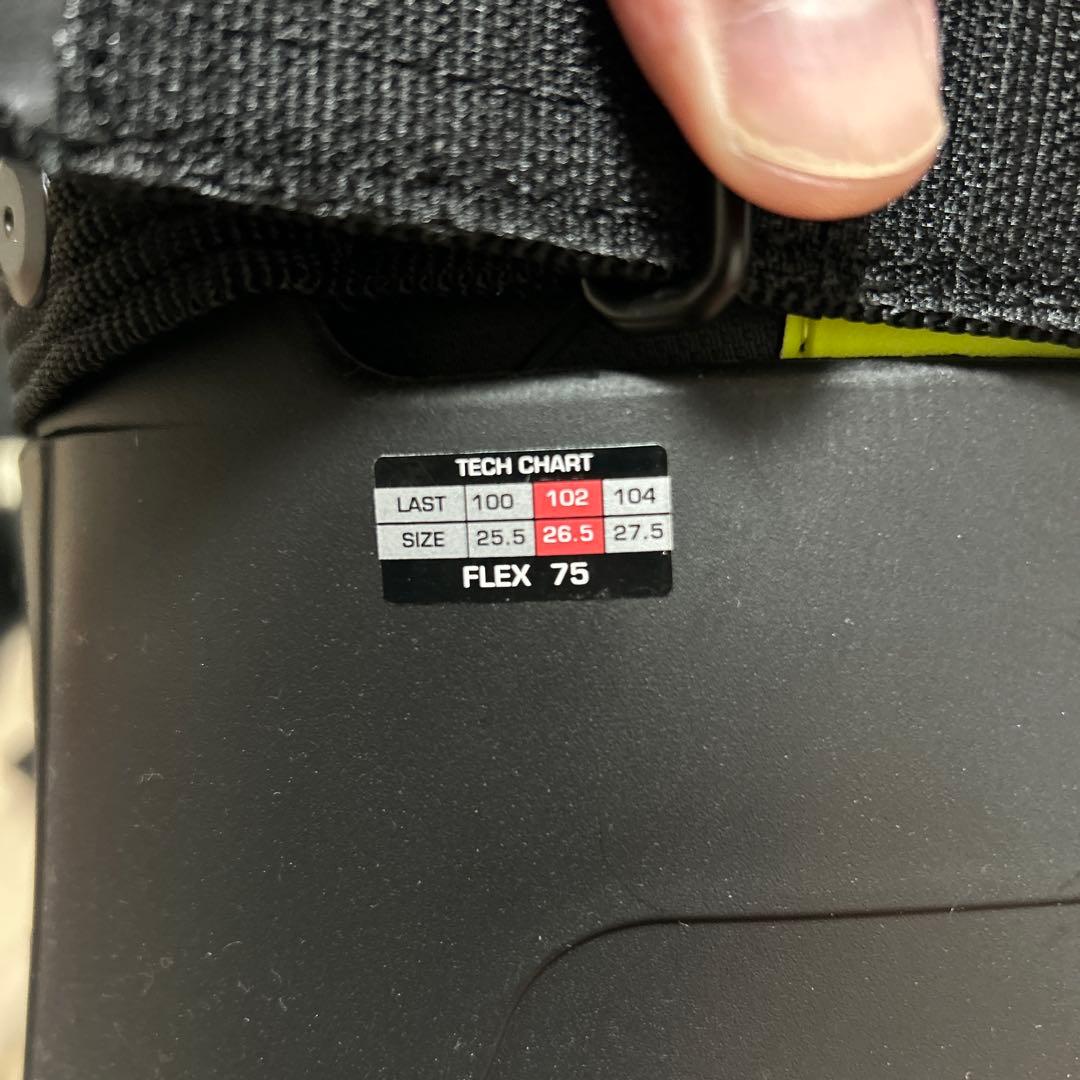 TECH CHART
LAST 100 102 104
SIZE 25.5 26.5 27.5
FLEX 75